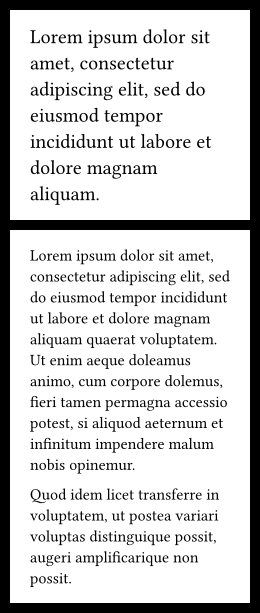 Lorem ipsum dolor sit
amet, consectetur
adipiscing elit, sed do
eiusmod tempor
incididunt ut labore et
dolore magnam
aliquam.
Lorem ipsum dolor sit amet,
consectetur adipiscing elit, sed
do eiusmod tempor incididunt
ut labore et dolore magnam
aliquam quaerat voluptatem.
Ut enim aeque doleamus
animo, cum corpore dolemus,
fieri tamen permagna accessio
potest, si aliquod aeternum et
infinitum impendere malum
nobis opinemur.
Quod idem licet transferre in
voluptatem, ut postea variari
voluptas distinguique possit,
augeri amplificarique non
possit.